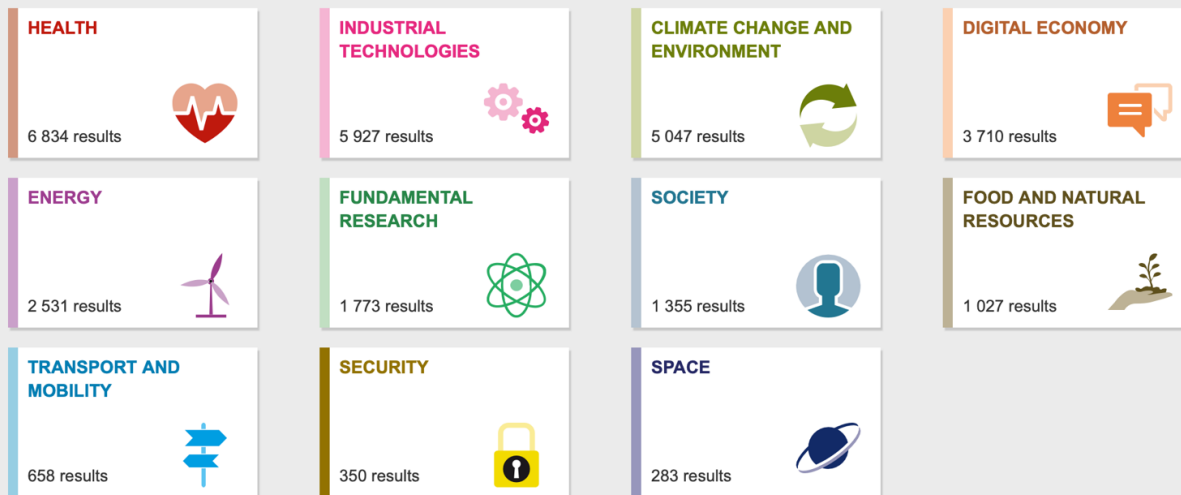 HEALTH
6 834 results
INDUSTRIAL
TECHNOLOGIES
5 927 results
CLIMATE CHANGE AND
ENVIRONMENT
5 047 results
DIGITAL ECONOMY
3 710 results
ENERGY
2 531 results
FUNDAMENTAL
RESEARCH
1 773 results
SOCIETY
1 355 results
FOOD AND NATURAL
RESOURCES
1 027 results
TRANSPORT AND
MOBILITY
658 results
SECURITY
350 results
SPACE
283 results